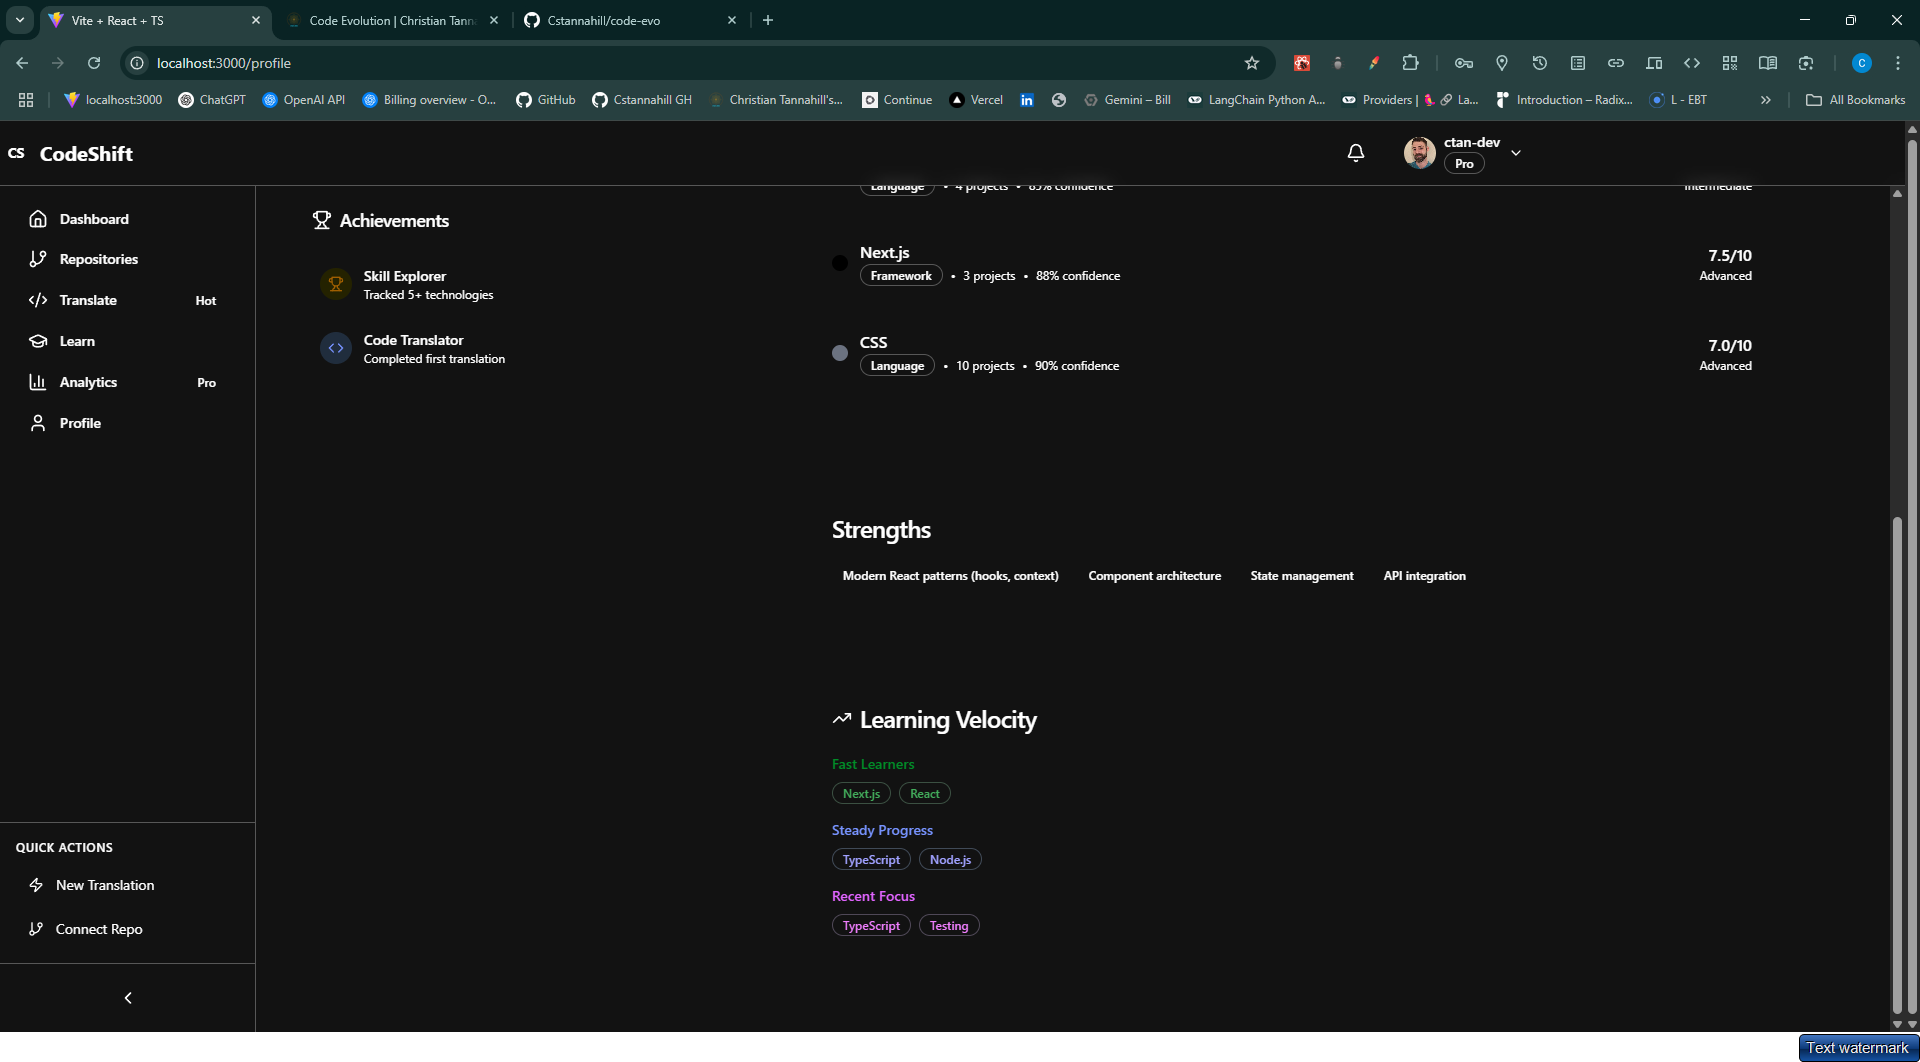 Vite + React + TS
Code Evolution | Christian Tann
Cstannahill/code-evo
localhost:3000/profile
C
localhost:3000
ChatGPT
OpenAI API
Billing overview - O...
GitHub
Cstannahill GH
Christian Tannahill's...
Continue
Vercel
Gemini – Bill
LangChain Python A...
Providers | 🦜🔗 La...
Introduction – Radix...
L - EBT
All Bookmarks
CS CodeShift
ctan-dev
Pro
Dashboard
Repositories
Translate Hot
Learn
Analytics Pro
Profile
QUICK ACTIONS
New Translation
Connect Repo
Achievements
Skill Explorer
Tracked 5+ technologies
Code Translator
Completed first translation
Language • 4 projects • 85% confidence Intermediate
Next.js 7.5/10
Framework • 3 projects • 88% confidence Advanced
CSS 7.0/10
Language • 10 projects • 90% confidence Advanced
Strengths
Modern React patterns (hooks, context) Component architecture State management API integration
Learning Velocity
Fast Learners
Next.js React
Steady Progress
TypeScript Node.js
Recent Focus
TypeScript Testing
Text watermark